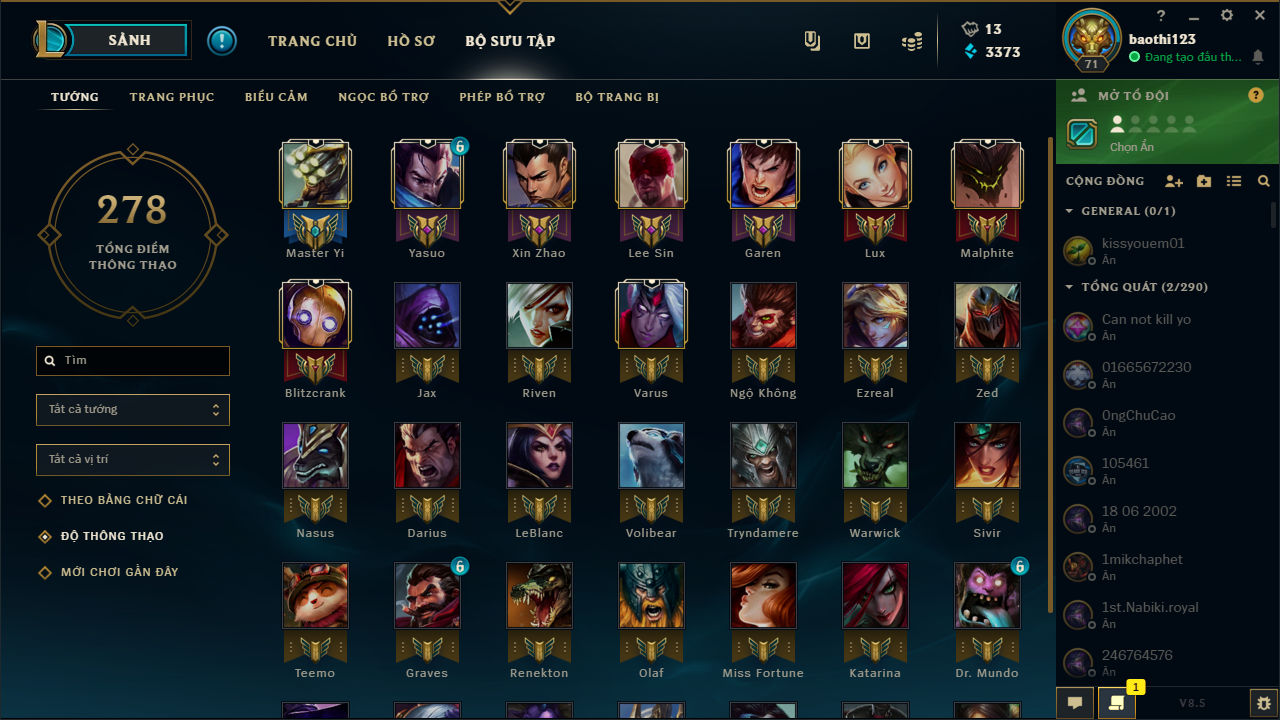 SẢNH
TRANG CHỦ
HỒ SƠ
BỘ SƯU TẬP
13
3373
?
71
baothi123
Đang tạo đấu th...
TƯỚNG
TRANG PHỤC
BIỂU CẢM
NGỌC BỔ TRỢ
PHÉP BỔ TRỢ
BỘ TRANG BỊ
MỞ TỔ ĐỘI
?
Chọn Ẩn
278
TỔNG ĐIỂM
THÔNG THẠO
Tìm
Tất cả tướng
Tất cả vị trí
THEO BẢNG CHỮ CÁI
ĐỘ THÔNG THẠO
MỚI CHƠI GẦN ĐÂY
6
Master Yi
Yasuo
Xin Zhao
Lee Sin
Garen
Lux
Malphite
Blitzcrank
Jax
Riven
Varus
Ngộ Không
Ezreal
Zed
Nasus
Darius
LeBlanc
Volibear
Tryndamere
Warwick
Sivir
6
6
Teemo
Graves
Renekton
Olaf
Miss Fortune
Katarina
Dr. Mundo
CỘNG ĐỒNG
GENERAL (0/1)
kissyouem01
Ẩn
TỔNG QUÁT (2/290)
Can not kill yo
Ẩn
01665672230
Ẩn
0ngChuCao
Ẩn
105461
Ẩn
18 06 2002
Ẩn
1mikchaphet
Ẩn
1st.Nabiki.royal
Ẩn
246764576
Ẩn
1
V8.5